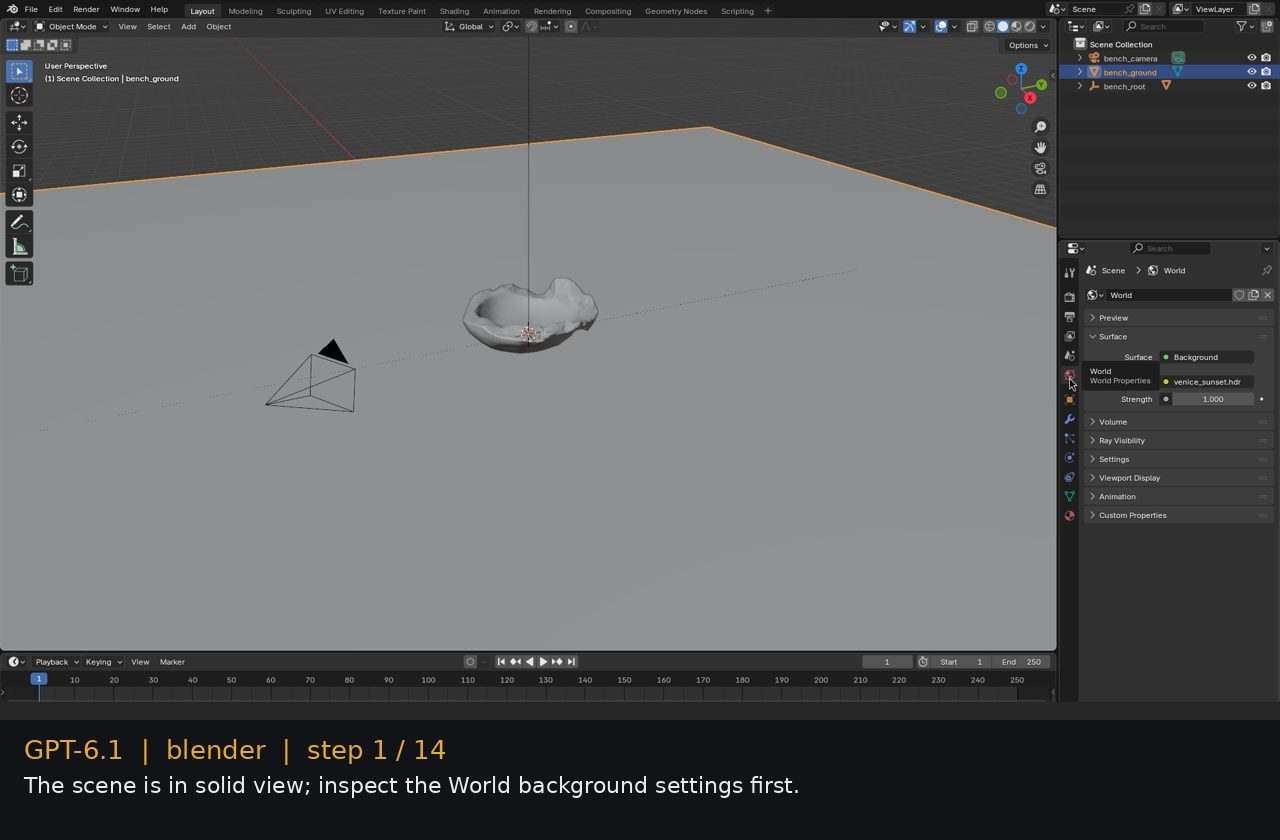 File Edit Render Window Help Layout Modeling Sculpting UV Editing Texture Paint Shading Animation Rendering Compositing Geometry Nodes Scripting + Scene ViewLayer
Object Mode View Select Add Object Global Search
Options
User Perspective
(1) Scene Collection | bench_ground
Z
Y
X
Scene Collection
bench_camera
bench_ground
bench_root
Search
Scene > World
World
Preview
Surface
Surface Background
World
World Properties
venice_sunset.hdr
Strength 1.000
Volume
Ray Visibility
Settings
Viewport Display
Animation
Custom Properties
Playback Keying View Marker 1 Start 1 End 250
1 10 20 30 40 50 60 70 80 90 100 110 120 130 140 150 160 170 180 190 200 210 220 230 240 250
GPT-6.1 | blender | step 1 / 14
The scene is in solid view; inspect the World background settings first.